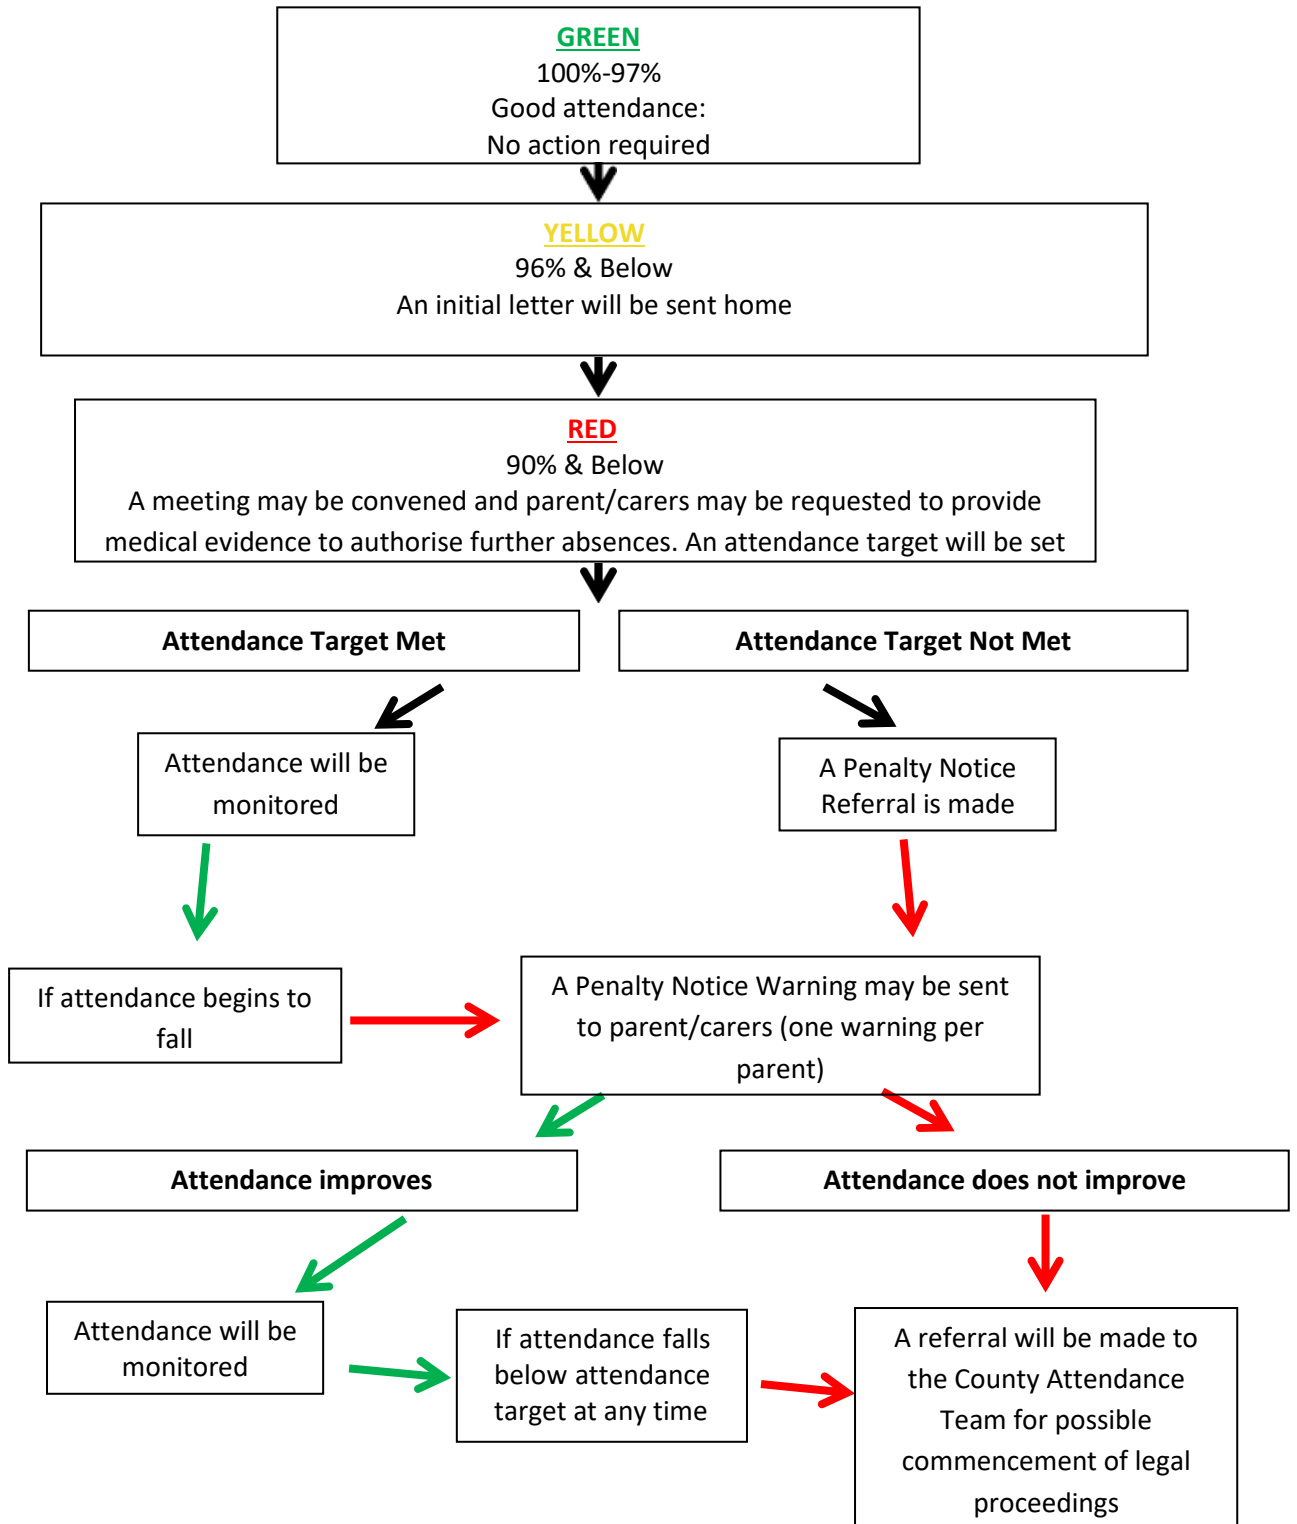 GREEN
100%-97%
Good attendance:
No action required
YELLOW
96% & Below
An initial letter will be sent home
RED
90% & Below
A meeting may be convened and parent/carers may be requested to provide
medical evidence to authorise further absences. An attendance target will be set
Attendance Target Met
Attendance Target Not Met
Attendance will be
monitored
A Penalty Notice
Referral is made
If attendance begins to
fall
A Penalty Notice Warning may be sent
to parent/carers (one warning per
parent)
Attendance improves
Attendance does not improve
Attendance will be
monitored
If attendance falls
below attendance
target at any time
A referral will be made to
the County Attendance
Team for possible
commencement of legal
proceedings